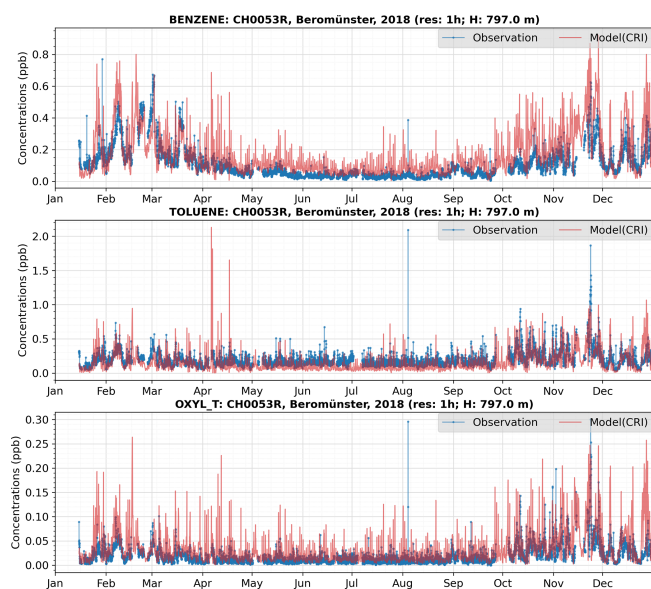 BENZENE: CH0053R, Beromünster, 2018 (res: 1h; H: 797.0 m)
Observation Model(CRI)
Concentrations (ppb)
0.8
0.6
0.4
0.2
0.0
Jan Feb Mar Apr May Jun Jul Aug Sep Oct Nov Dec
TOLUENE: CH0053R, Beromünster, 2018 (res: 1h; H: 797.0 m)
Observation Model(CRI)
Concentrations (ppb)
2.0
1.5
1.0
0.5
0.0
Jan Feb Mar Apr May Jun Jul Aug Sep Oct Nov Dec
OXYL_T: CH0053R, Beromünster, 2018 (res: 1h; H: 797.0 m)
Observation Model(CRI)
Concentrations (ppb)
0.30
0.25
0.20
0.15
0.10
0.05
0.00
Jan Feb Mar Apr May Jun Jul Aug Sep Oct Nov Dec